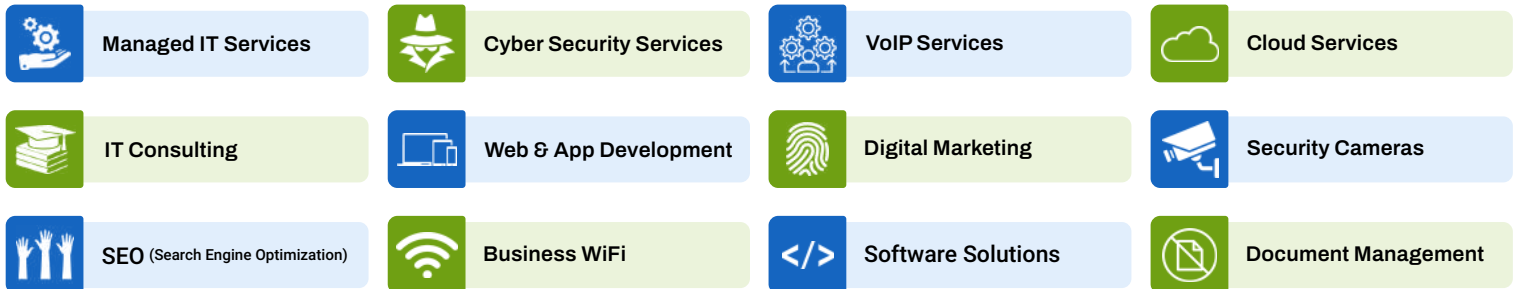 Managed IT Services
Cyber Security Services
VoIP Services
Cloud Services
IT Consulting
Web & App Development
Digital Marketing
Security Cameras
SEO (Search Engine Optimization)
Business WiFi
</> Software Solutions
Document Management